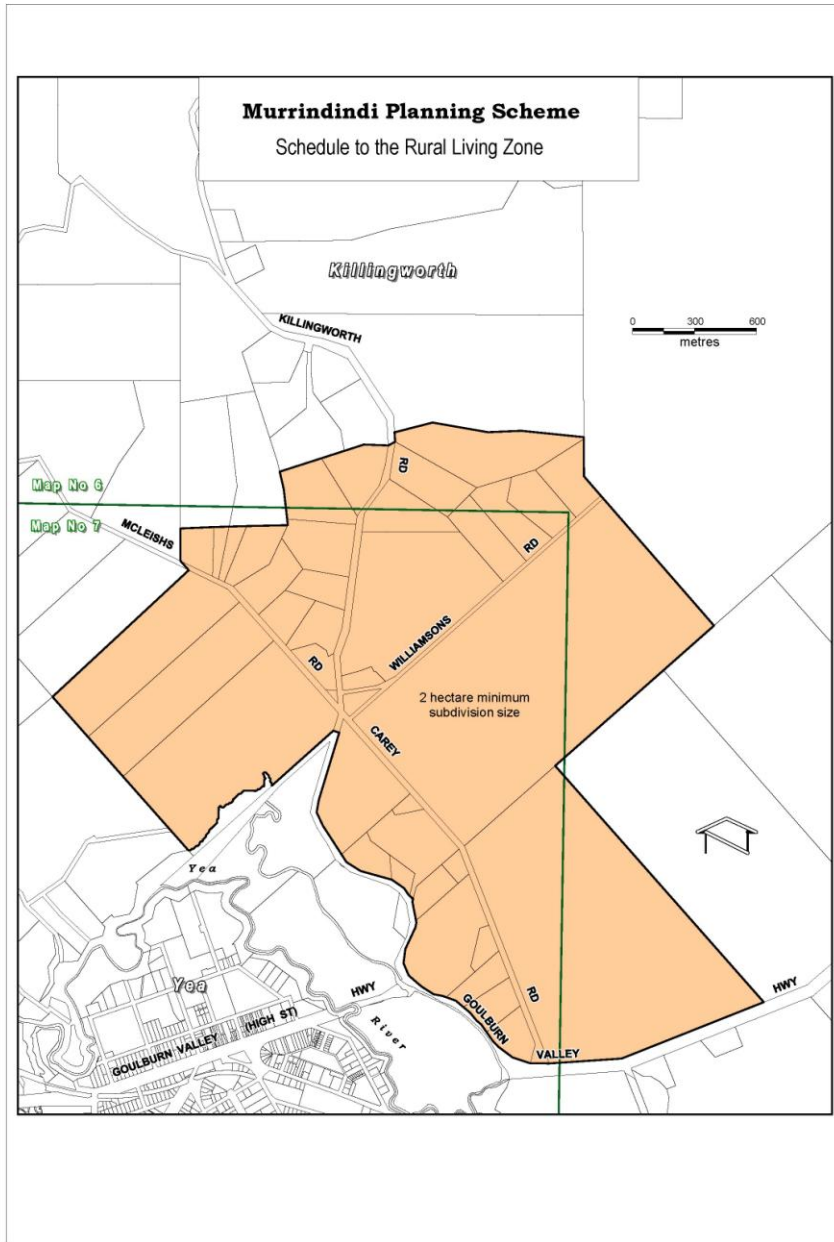 Murrindindi Planning Scheme
Schedule to the Rural Living Zone
Killingworth
KILLINGWORTH
0 300 600
metres
RD
Map No 6
Map No 7
MCLEISHS
RD
WILLIAMSONS
RD
2 hectare minimum
subdivision size
CAREY
Yea
Yea
HWY
RD
HWY
GOULBURN
(HIGH ST)
River
GOULBURN VALLEY
VALLEY